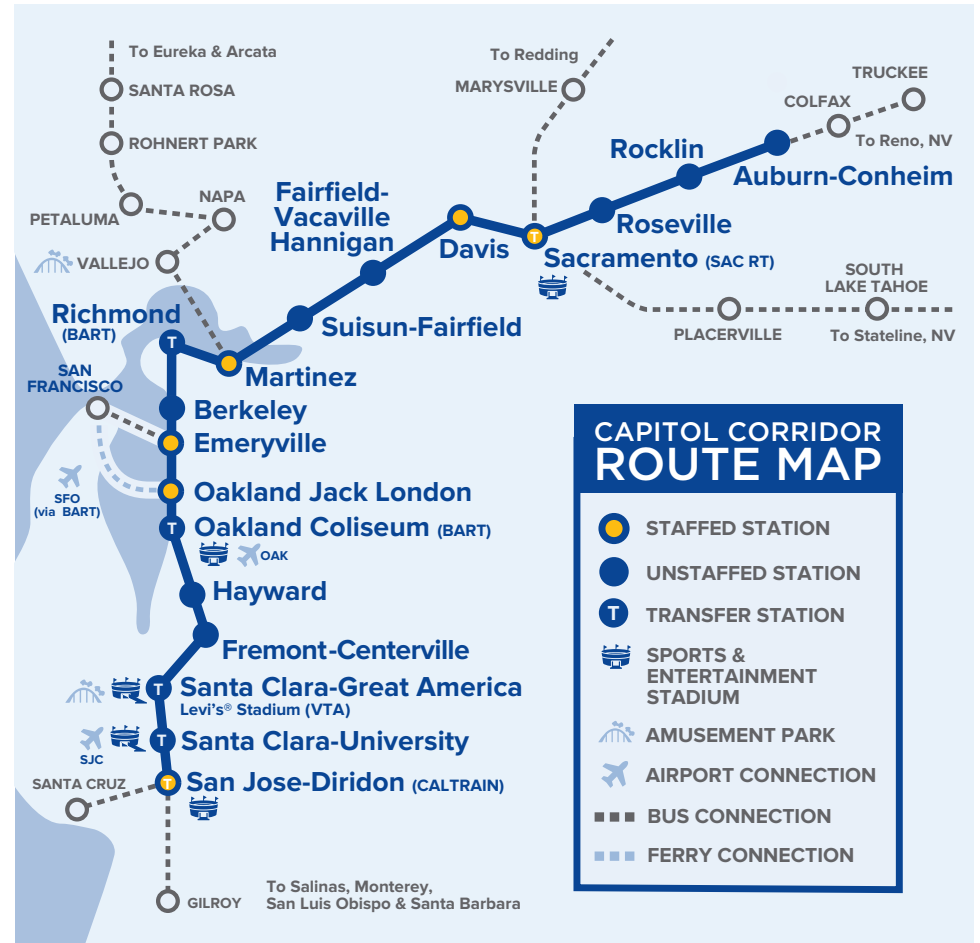 To Eureka & Arcata
SANTA ROSA
ROHNERT PARK
PETALUMA
NAPA
VALLEJO
To Redding
MARYSVILLE
TRUCKEE
COLFAX
To Reno, NV
Auburn-Conheim
Rocklin
Roseville
Sacramento (SAC RT)
T
Davis
Fairfield-
Vacaville
Hannigan
Suisun-Fairfield
SOUTH
LAKE TAHOE
PLACERVILLE
To Stateline, NV
Martinez
Richmond
(BART)
T
SAN
FRANCISCO
Berkeley
Emeryville
SFO
(via BART)
Oakland Jack London
T
Oakland Coliseum (BART)
OAK
Hayward
Fremont-Centerville
T
Santa Clara-Great America
Levi's® Stadium (VTA)
T
Santa Clara-University
SJC
T
San Jose-Diridon (CALTRAIN)
SANTA CRUZ
GILROY
To Salinas, Monterey,
San Luis Obispo & Santa Barbara
CAPITOL CORRIDOR
ROUTE MAP
STAFFED STATION
UNSTAFFED STATION
T
TRANSFER STATION
SPORTS &
ENTERTAINMENT
STADIUM
AMUSEMENT PARK
AIRPORT CONNECTION
BUS CONNECTION
FERRY CONNECTION